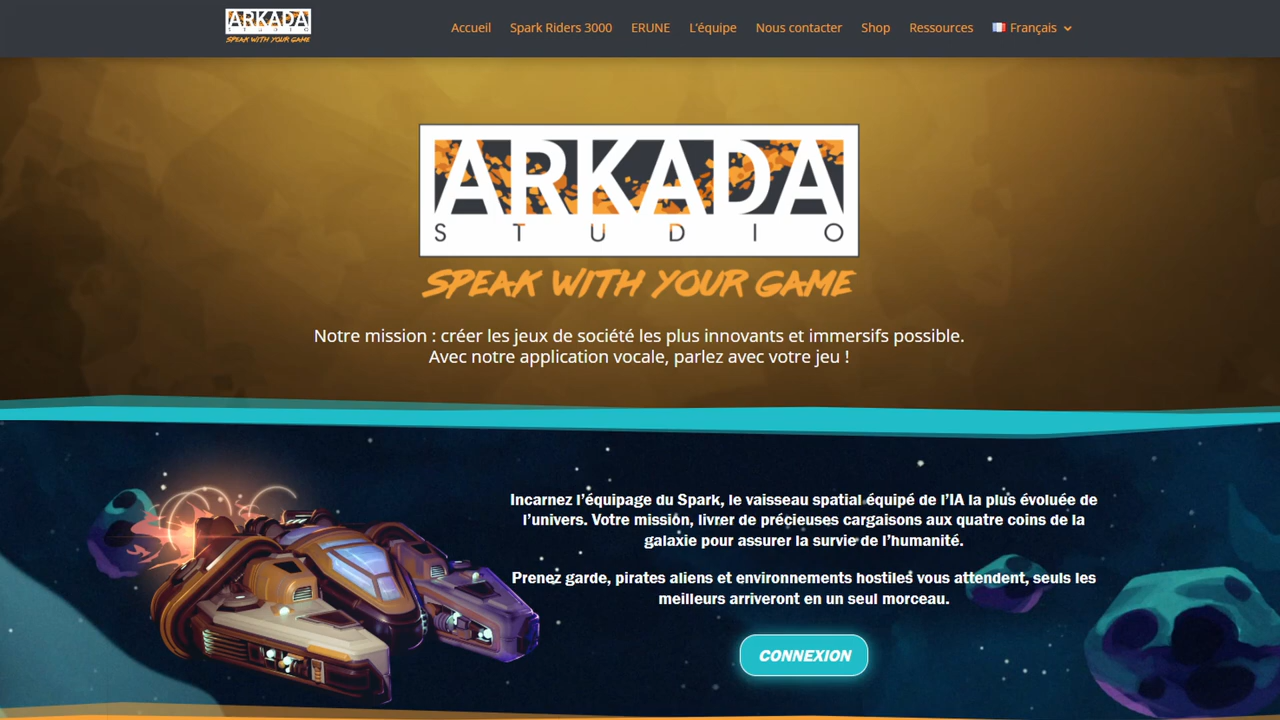 ARKADA
STUDIO
SPEAK WITH YOUR GAME
Accueil Spark Riders 3000 ERUNE L'équipe Nous contacter Shop Ressources Français
ARKADA
STUDIO
SPEAK WITH YOUR GAME
Notre mission : créer les jeux de société les plus innovants et immersifs possible.
Avec notre application vocale, parlez avec votre jeu !
Incarnez l’équipage du Spark, le vaisseau spatial équipé de l’IA la plus évoluée de
l’univers. Votre mission, livrer de précieuses cargaisons aux quatre coins de la
galaxie pour assurer la survie de l’humanité.
Prenez garde, pirates aliens et environnements hostiles vous attendent, seuls les
meilleurs arriveront en un seul morceau.
CONNEXION